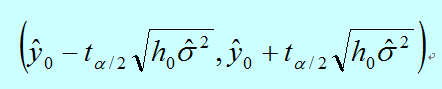 (ŷ₀ − t_{α/2}√(h₀σ̂²), ŷ₀ + t_{α/2}√(h₀σ̂²))↵